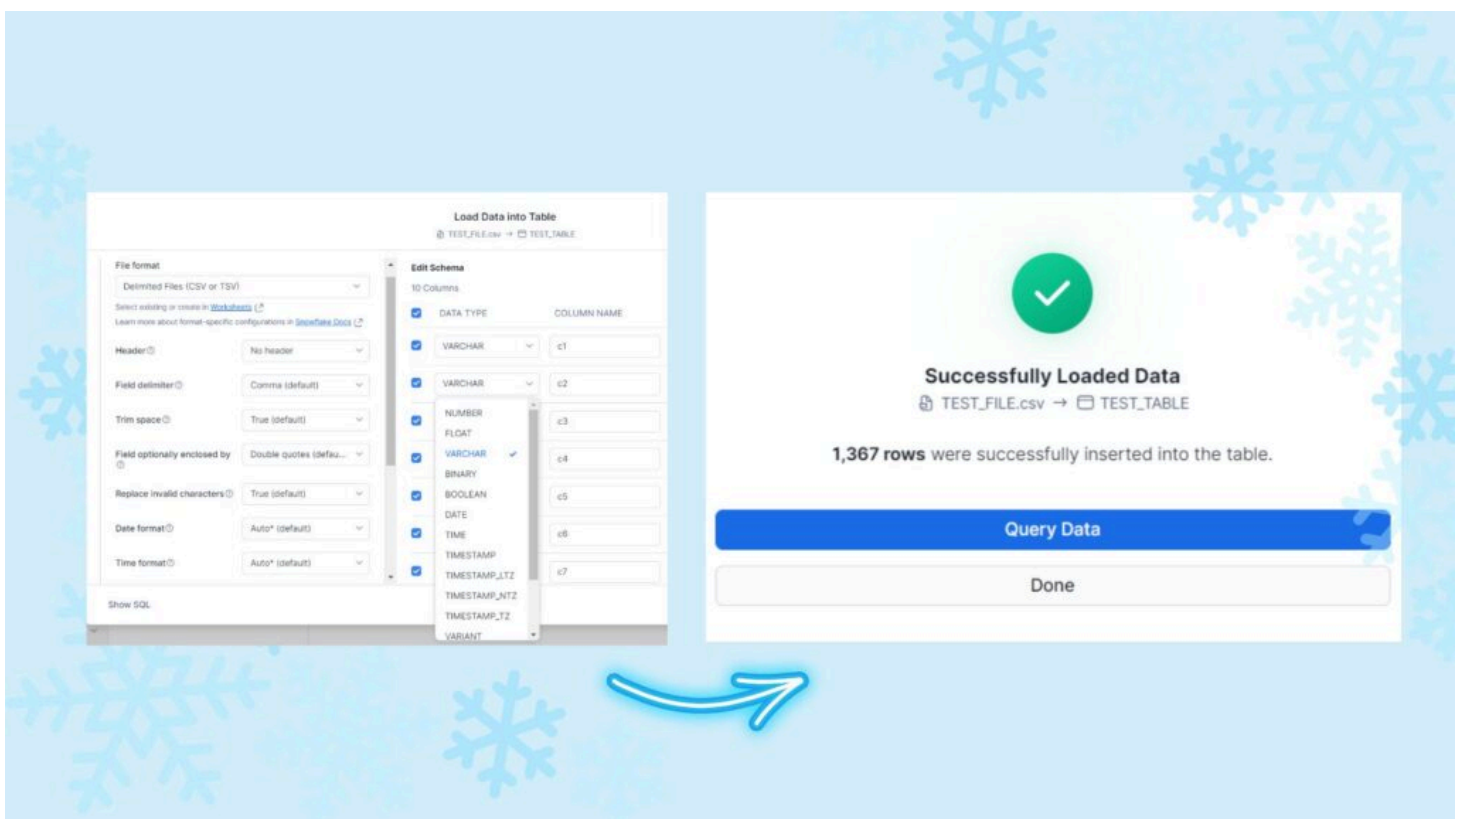 Load Data into Table
TEST_FILE.csv → TEST_TABLE
File format
Delimited Files (CSV or TSV)
Select existing or create in Worksheets
Learn more about format-specific configurations in Snowflake Docs
Header
No header
Field delimiter
Comma (default)
Trim space
True (default)
Field optionally enclosed by
Double quotes (defau...
Replace invalid characters
True (default)
Date format
Auto* (default)
Time format
Auto* (default)
Show SQL
Edit Schema
10 Columns
DATA TYPE COLUMN NAME
VARCHAR c1
VARCHAR c2
c3
c4
c5
c6
c7
NUMBER
FLOAT
VARCHAR
BINARY
BOOLEAN
DATE
TIME
TIMESTAMP
TIMESTAMP_LTZ
TIMESTAMP_NTZ
TIMESTAMP_TZ
VARIANT
Successfully Loaded Data
TEST_FILE.csv → TEST_TABLE
1,367 rows were successfully inserted into the table.
Query Data
Done